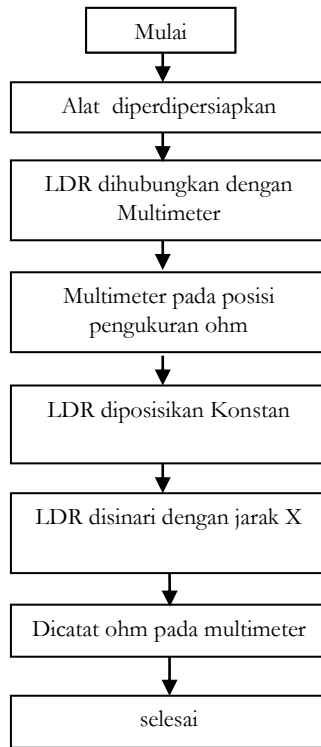 Mulai
Alat diperdipersiapkan
LDR dihubungkan dengan
Multimeter
Multimeter pada posisi
pengukuran ohm
LDR diposisikan Konstan
LDR disinari dengan jarak X
Dicatat ohm pada multimeter
selesai